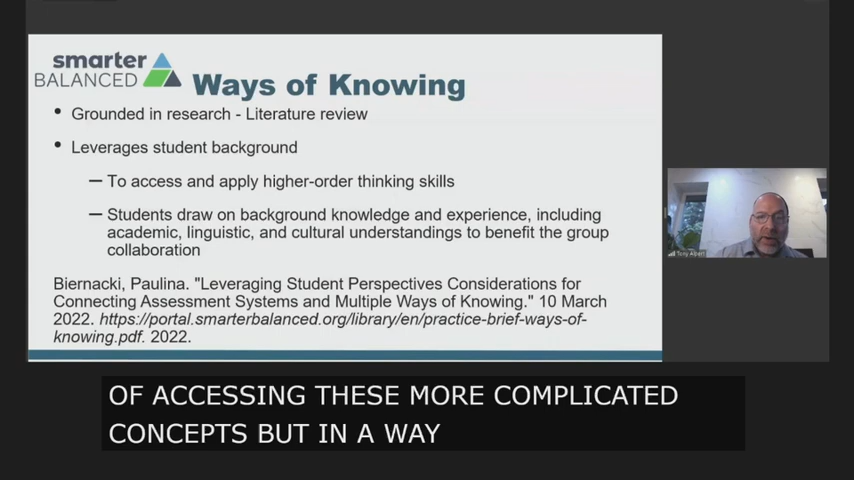 smarter
BALANCED
Ways of Knowing
• Grounded in research - Literature review
• Leverages student background
– To access and apply higher-order thinking skills
– Students draw on background knowledge and experience, including
academic, linguistic, and cultural understandings to benefit the group
collaboration
Biernacki, Paulina. "Leveraging Student Perspectives Considerations for
Connecting Assessment Systems and Multiple Ways of Knowing." 10 March
2022. https://portal.smarterbalanced.org/library/en/practice-brief-ways-of-
knowing.pdf. 2022.
Tony Alpert
OF ACCESSING THESE MORE COMPLICATED
CONCEPTS BUT IN A WAY